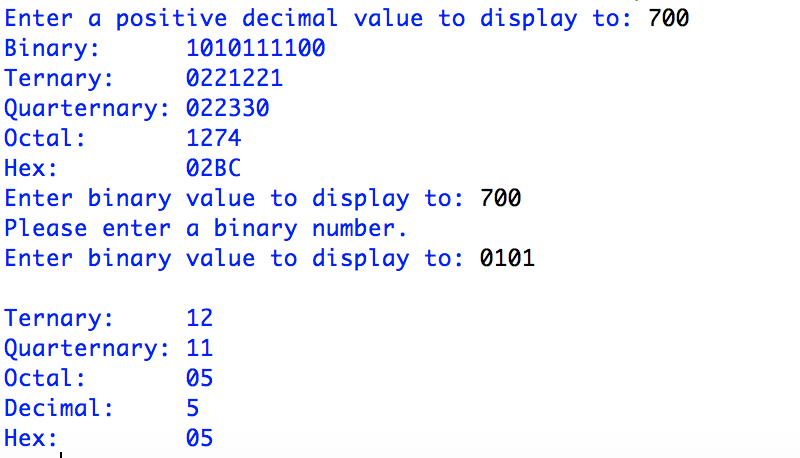 Enter a positive decimal value to display to: 700
Binary:      1010111100
Ternary:     0221221
Quarternary: 022330
Octal:       1274
Hex:         02BC
Enter binary value to display to: 700
Please enter a binary number.
Enter binary value to display to: 0101
Ternary:     12
Quarternary: 11
Octal:       05
Decimal:     5
Hex:         05